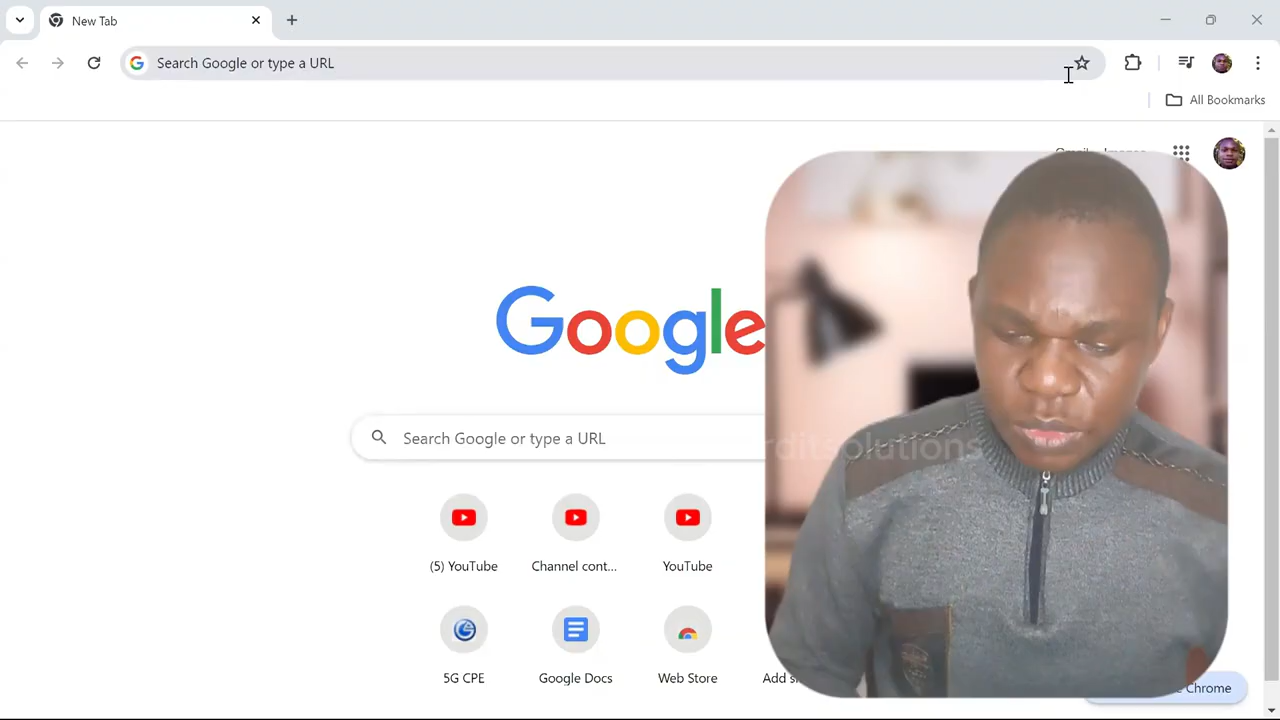 New Tab
Search Google or type a URL
All Bookmarks
Google
Search Google or type a URL
(5) YouTube
Channel cont...
YouTube
5G CPE
Google Docs
Web Store
Chrome